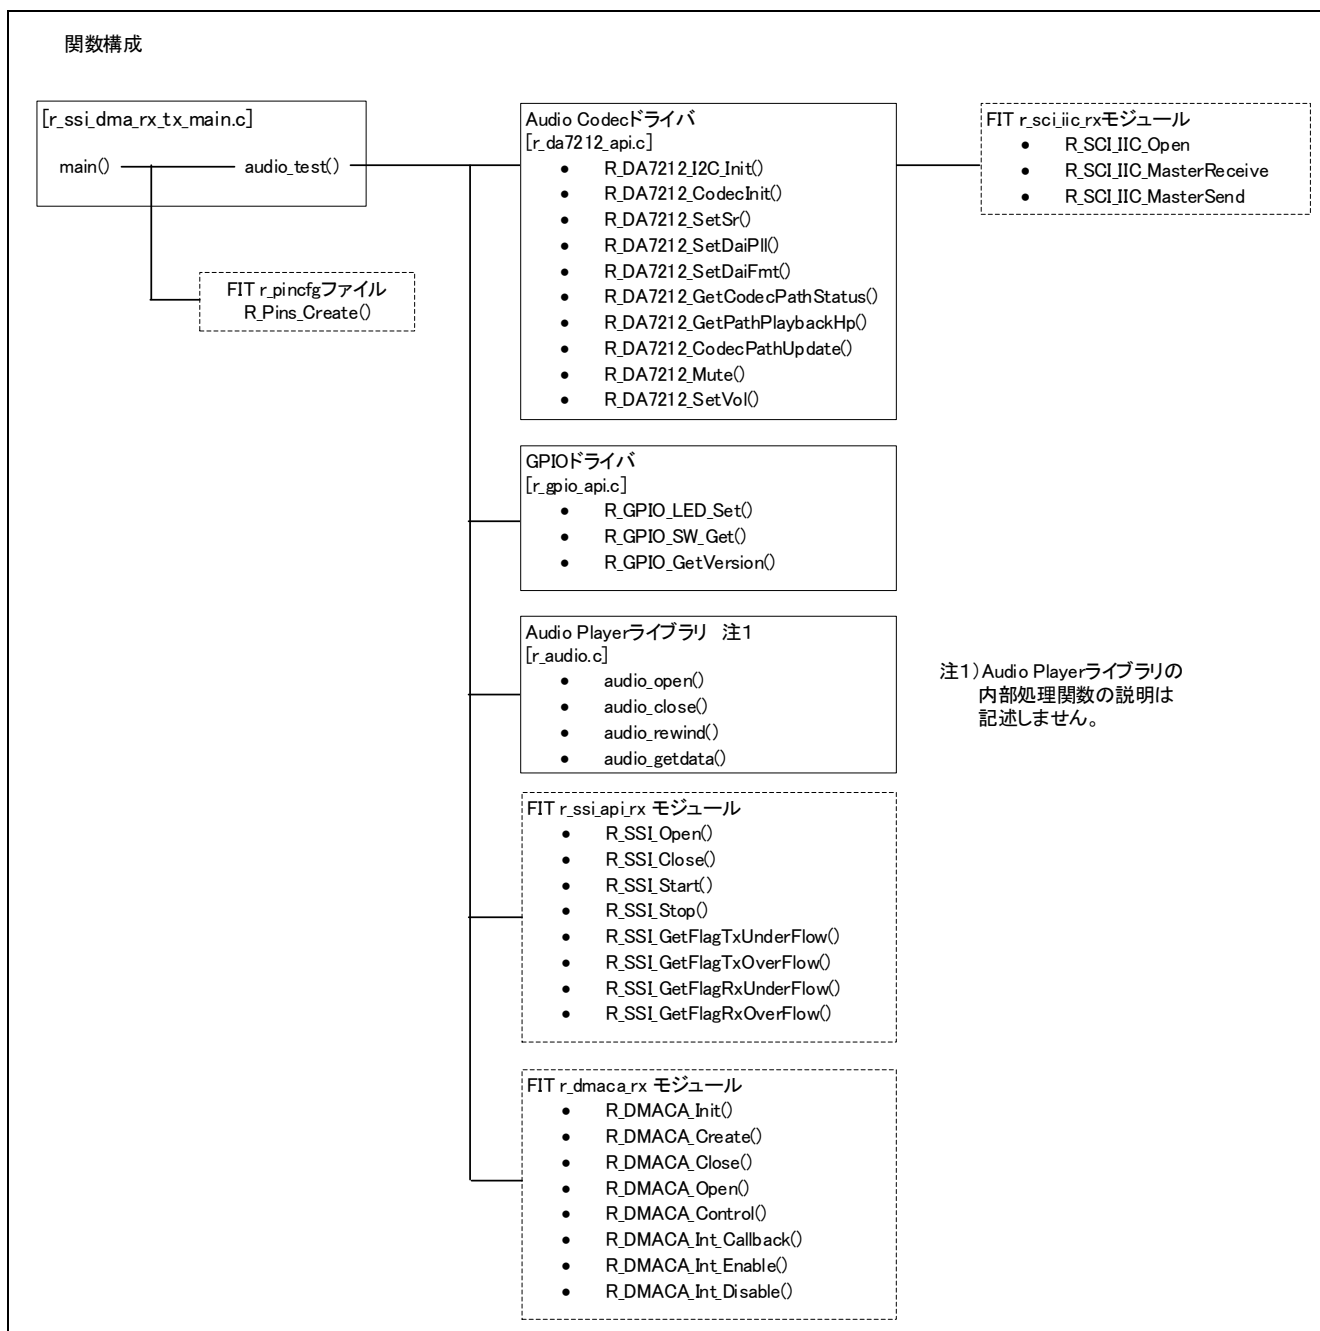 関数構成
[r_ssi_dma_rx_tx_main.c]
main() audio_test()
FIT r_pincfgファイル
R_Pins_Create()
Audio Codecドライバ
[r_da7212_api.c]
• R_DA7212_I2C_Init()
• R_DA7212_CodecInit()
• R_DA7212_SetSr()
• R_DA7212_SetDaiPll()
• R_DA7212_SetDaiFmt()
• R_DA7212_GetCodecPathStatus()
• R_DA7212_GetPathPlaybackHp()
• R_DA7212_CodecPathUpdate()
• R_DA7212_Mute()
• R_DA7212_SetVol()
FIT r_sci_iic_rxモジュール
• R_SCI_IIC_Open
• R_SCI_IIC_MasterReceive
• R_SCI_IIC_MasterSend
GPIOドライバ
[r_gpio_api.c]
• R_GPIO_LED_Set()
• R_GPIO_SW_Get()
• R_GPIO_GetVersion()
Audio Playerライブラリ 注1
[r_audio.c]
• audio_open()
• audio_close()
• audio_rewind()
• audio_getdata()
注1)Audio Playerライブラリの
内部処理関数の説明は
記述しません。
FIT r_ssi_api_rx モジュール
• R_SSI_Open()
• R_SSI_Close()
• R_SSI_Start()
• R_SSI_Stop()
• R_SSI_GetFlagTxUnderFlow()
• R_SSI_GetFlagTxOverFlow()
• R_SSI_GetFlagRxUnderFlow()
• R_SSI_GetFlagRxOverFlow()
FIT r_dmaca_rx モジュール
• R_DMACA_Init()
• R_DMACA_Create()
• R_DMACA_Close()
• R_DMACA_Open()
• R_DMACA_Control()
• R_DMACA_Int_Callback()
• R_DMACA_Int_Enable()
• R_DMACA_Int_Disable()